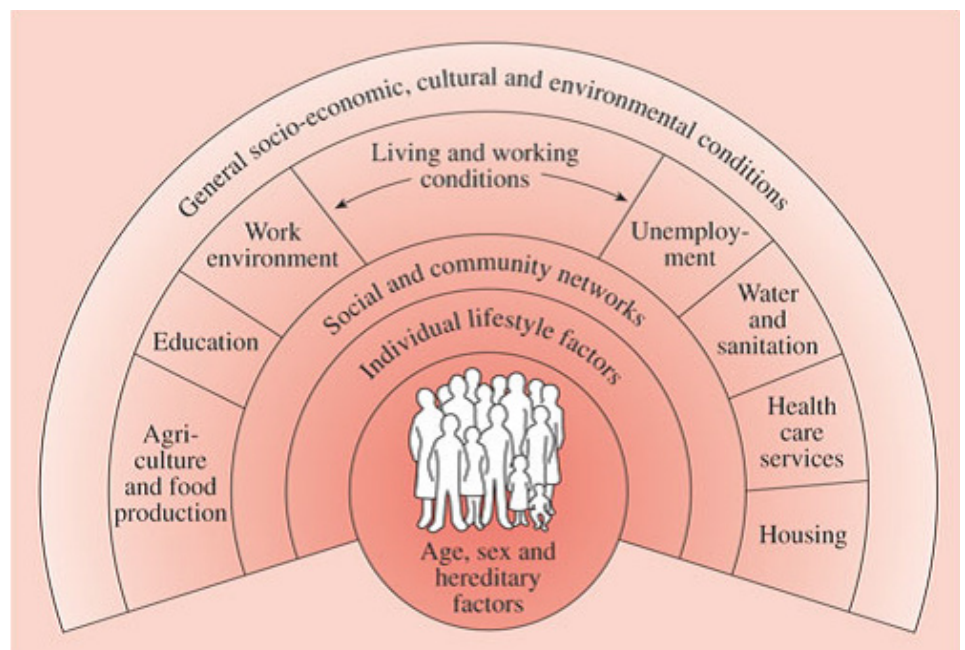 General socio-economic, cultural and environmental conditions
Living and working
conditions
Work
environment
Unemploy-
ment
Education
Water
and
sanitation
Agri-
culture
and food
production
Health
care
services
Housing
Social and community networks
Individual lifestyle factors
Age, sex and
hereditary
factors